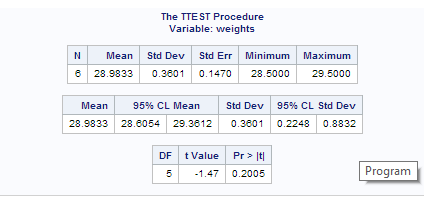 The TTEST Procedure
Variable: weights
N Mean Std Dev Std Err Minimum Maximum
6 28.9833 0.3601 0.1470 28.5000 29.5000
Mean 95% CL Mean Std Dev 95% CL Std Dev
28.9833 28.6054 29.3612 0.3601 0.2248 0.8832
DF t Value Pr > |t|
5 -1.47 0.2005
Program